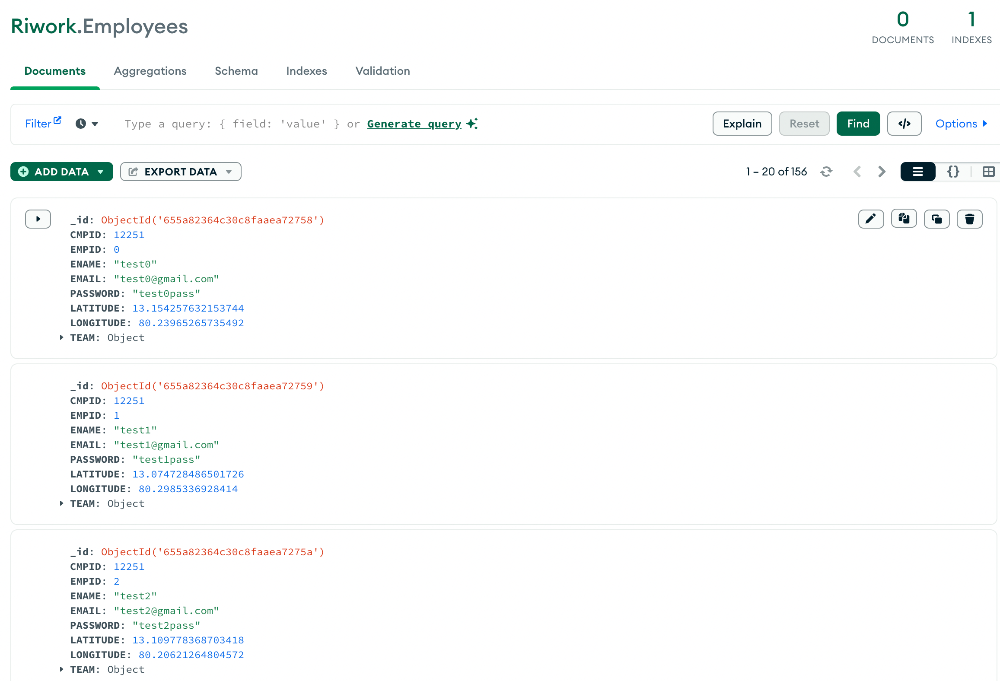 Riwork.Employees
0
DOCUMENTS
1
INDEXES
Documents Aggregations Schema Indexes Validation
Filter Type a query: { field: 'value' } or Generate query Explain Reset Find </> Options
ADD DATA EXPORT DATA 1 – 20 of 156 {}
_id: ObjectId('655a82364c30c8faaea72758')
CMPID: 12251
EMPID: 0
ENAME: "test0"
EMAIL: "test0@gmail.com"
PASSWORD: "test0pass"
LATITUDE: 13.154257632153744
LONGITUDE: 80.23965265735492
TEAM: Object
_id: ObjectId('655a82364c30c8faaea72759')
CMPID: 12251
EMPID: 1
ENAME: "test1"
EMAIL: "test1@gmail.com"
PASSWORD: "test1pass"
LATITUDE: 13.074728486501726
LONGITUDE: 80.2985336928414
TEAM: Object
_id: ObjectId('655a82364c30c8faaea7275a')
CMPID: 12251
EMPID: 2
ENAME: "test2"
EMAIL: "test2@gmail.com"
PASSWORD: "test2pass"
LATITUDE: 13.109778368703418
LONGITUDE: 80.20621264804572
TEAM: Object